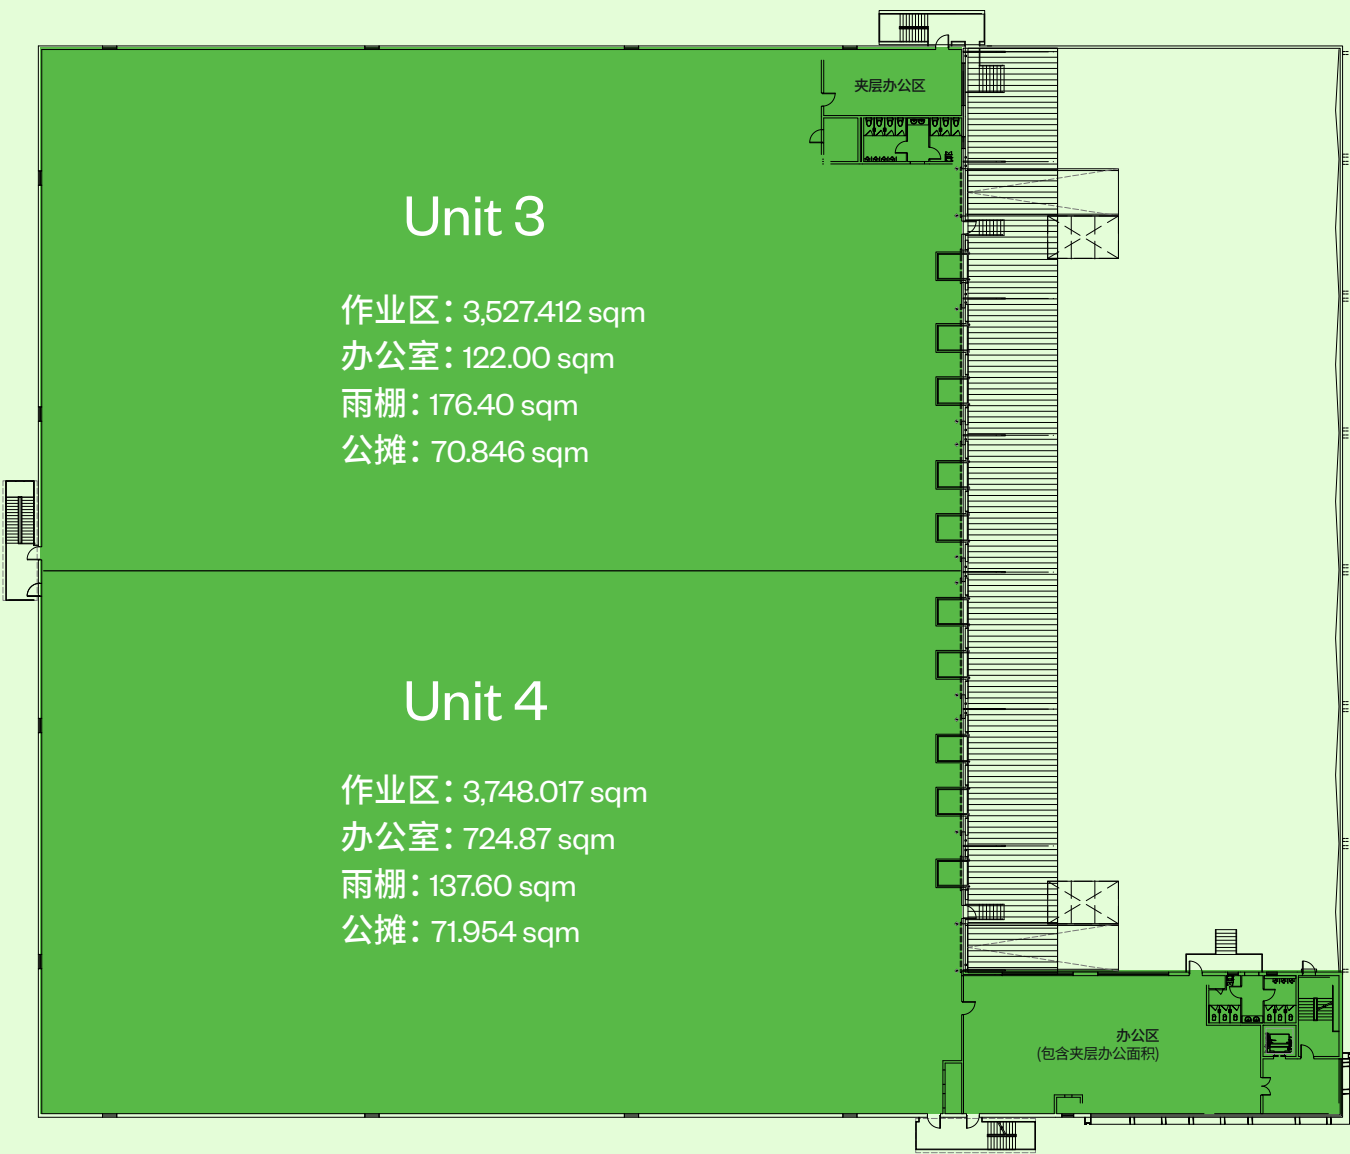 夹层办公区
Unit 3
作业区：3,527.412 sqm
办公室：122.00 sqm
雨棚：176.40 sqm
公摊：70.846 sqm
Unit 4
作业区：3,748.017 sqm
办公室：724.87 sqm
雨棚：137.60 sqm
公摊：71.954 sqm
办公区
(包含夹层办公面积)